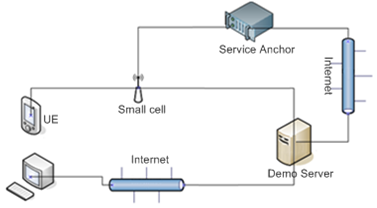 Service Anchor
Internet
Small cell
UE
Demo Server
Internet